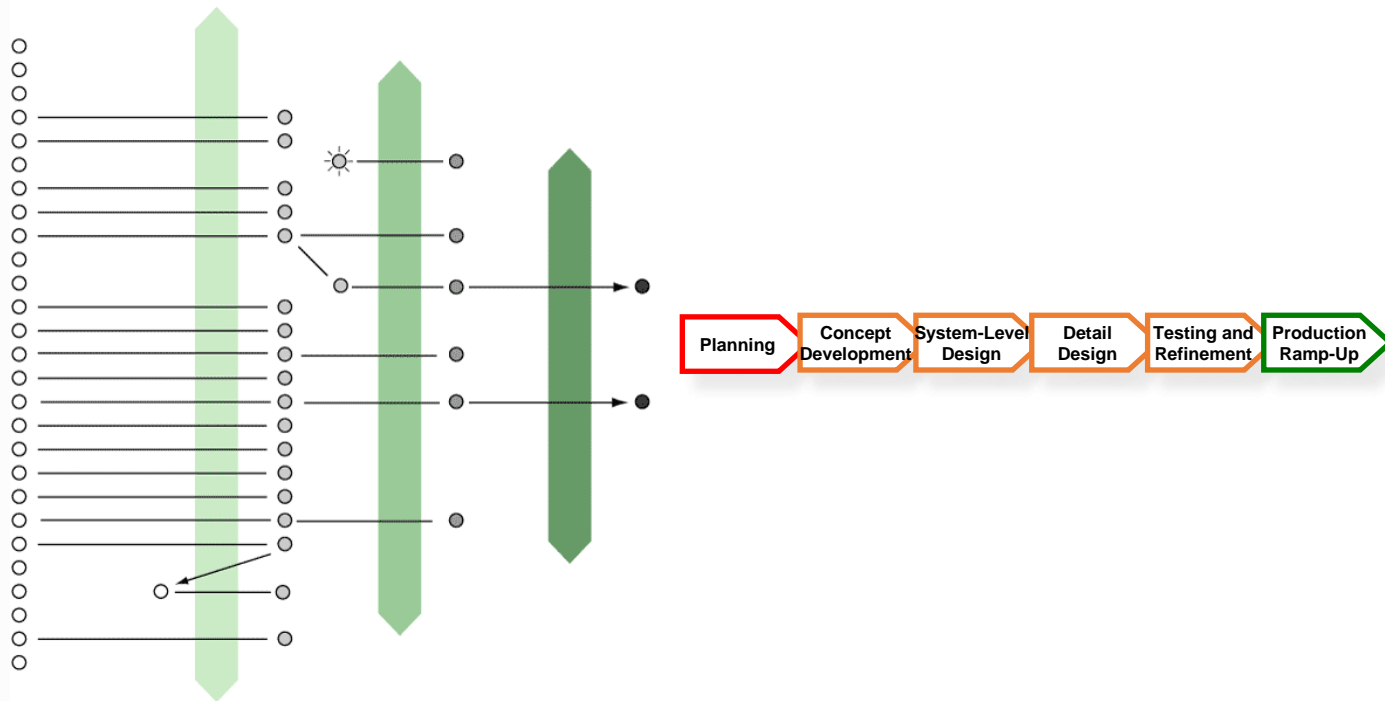 Planning
Concept
Development
System-Level
Design
Detail
Design
Testing and
Refinement
Production
Ramp-Up